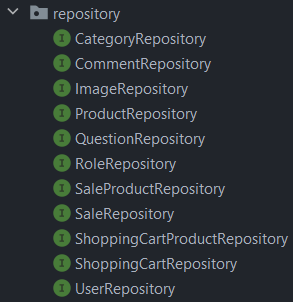 repository
I CategoryRepository
I CommentRepository
I ImageRepository
I ProductRepository
I QuestionRepository
I RoleRepository
I SaleProductRepository
I SaleRepository
I ShoppingCartProductRepository
I ShoppingCartRepository
I UserRepository